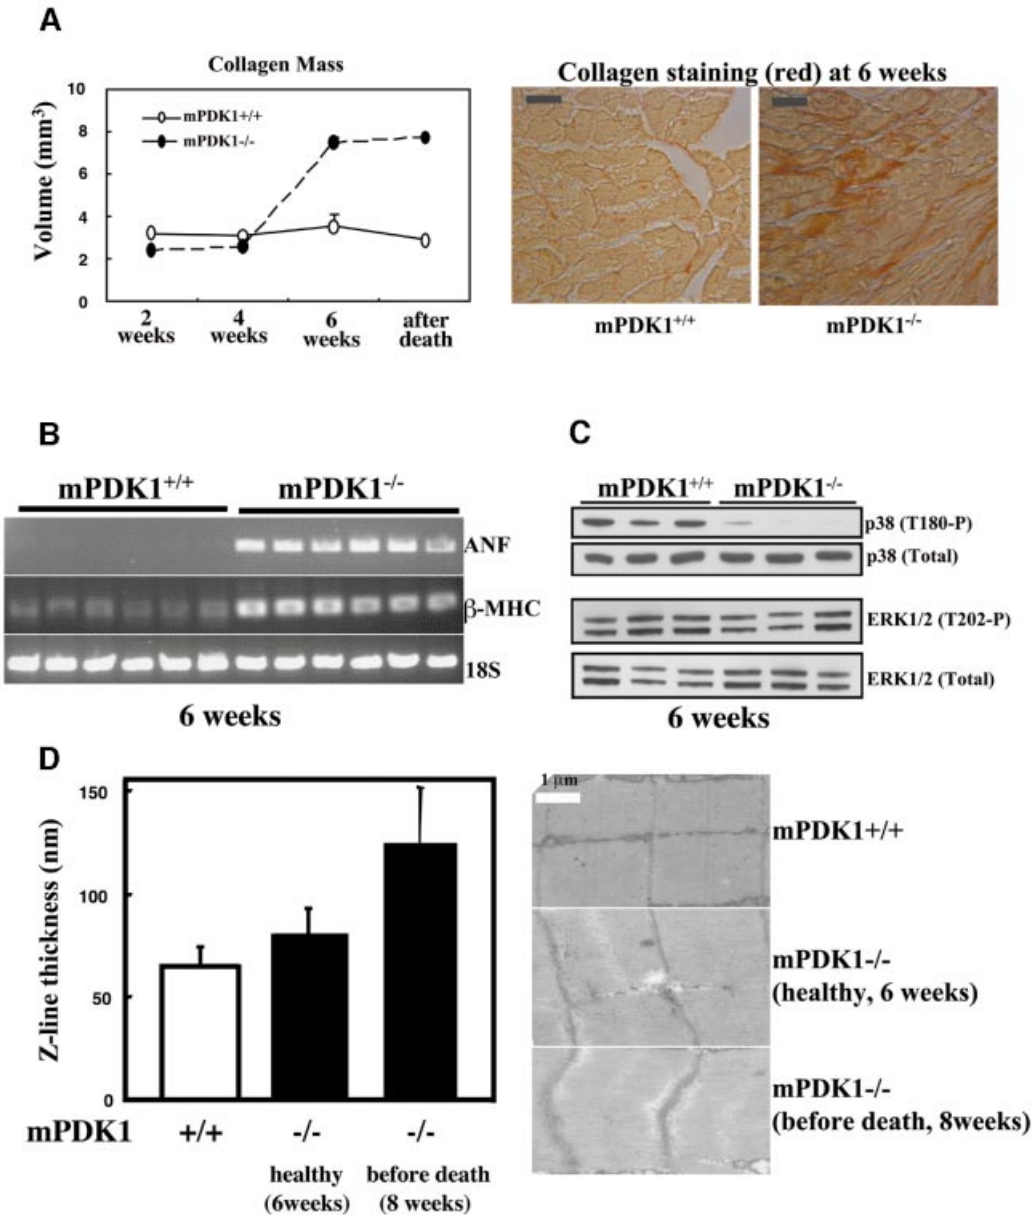 A
Collagen Mass
Collagen staining (red) at 6 weeks
10
8
6
4
2
0
Volume (mm³)
mPDK1+/+
mPDK1-/-
2 weeks
4 weeks
6 weeks
after death
mPDK1+/+
mPDK1-/-
B
mPDK1+/+
mPDK1-/-
ANF
β-MHC
18S
6 weeks
C
mPDK1+/+
mPDK1-/-
p38 (T180-P)
p38 (Total)
ERK1/2 (T202-P)
ERK1/2 (Total)
6 weeks
D
150
100
50
0
Z-line thickness (nm)
mPDK1
+/+
-/-
-/-
healthy
(6weeks)
before death
(8 weeks)
1 μm
mPDK1+/+
mPDK1-/-
(healthy, 6 weeks)
mPDK1-/-
(before death, 8weeks)